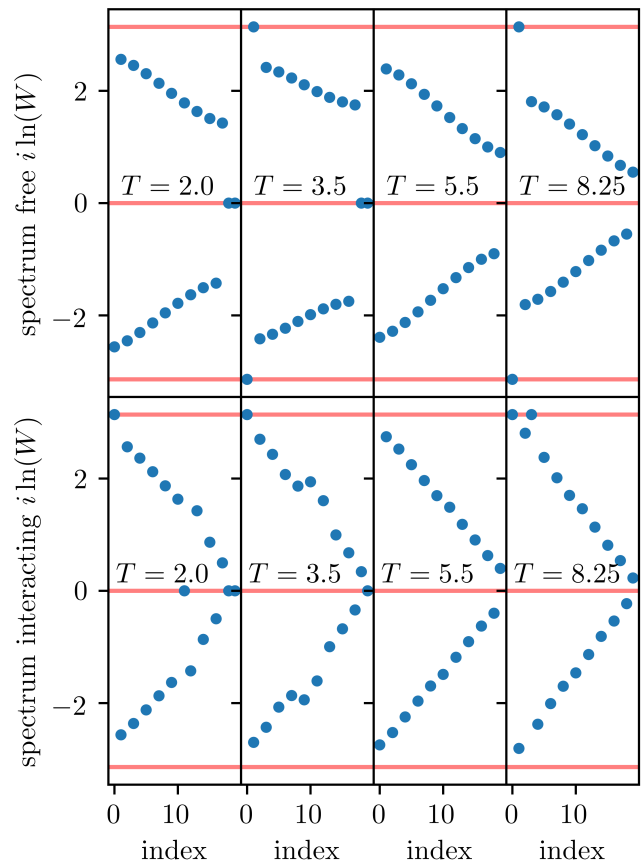 spectrum free i ln(W)
2
0
−2
T = 2.0
T = 3.5
T = 5.5
T = 8.25
spectrum interacting i ln(W)
2
0
−2
T = 2.0
T = 3.5
T = 5.5
T = 8.25
0 10 0 10 0 10 0 10
index index index index